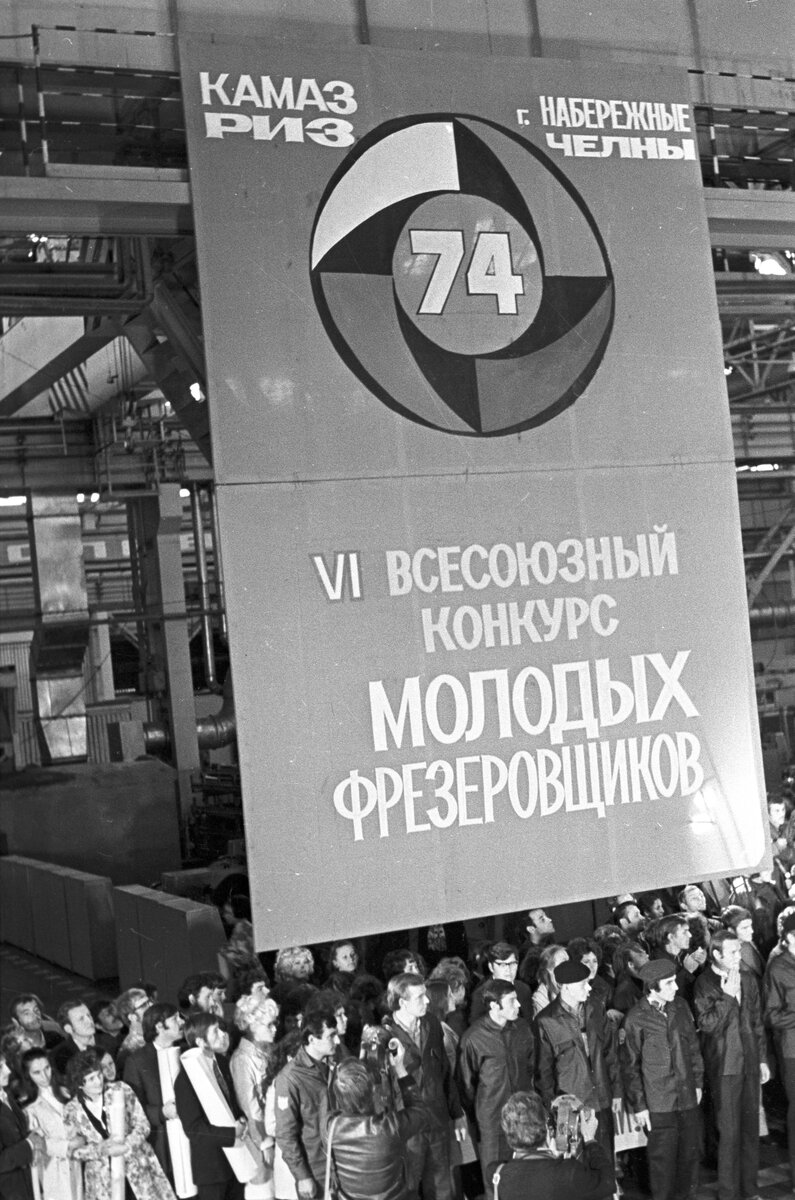 КАМАЗ
РИЗ
г. НАБЕРЕЖНЫЕ
ЧЕЛНЫ
74
VI ВСЕСОЮЗНЫЙ
КОНКУРС
МОЛОДЫХ
ФРЕЗЕРОВЩИКОВ